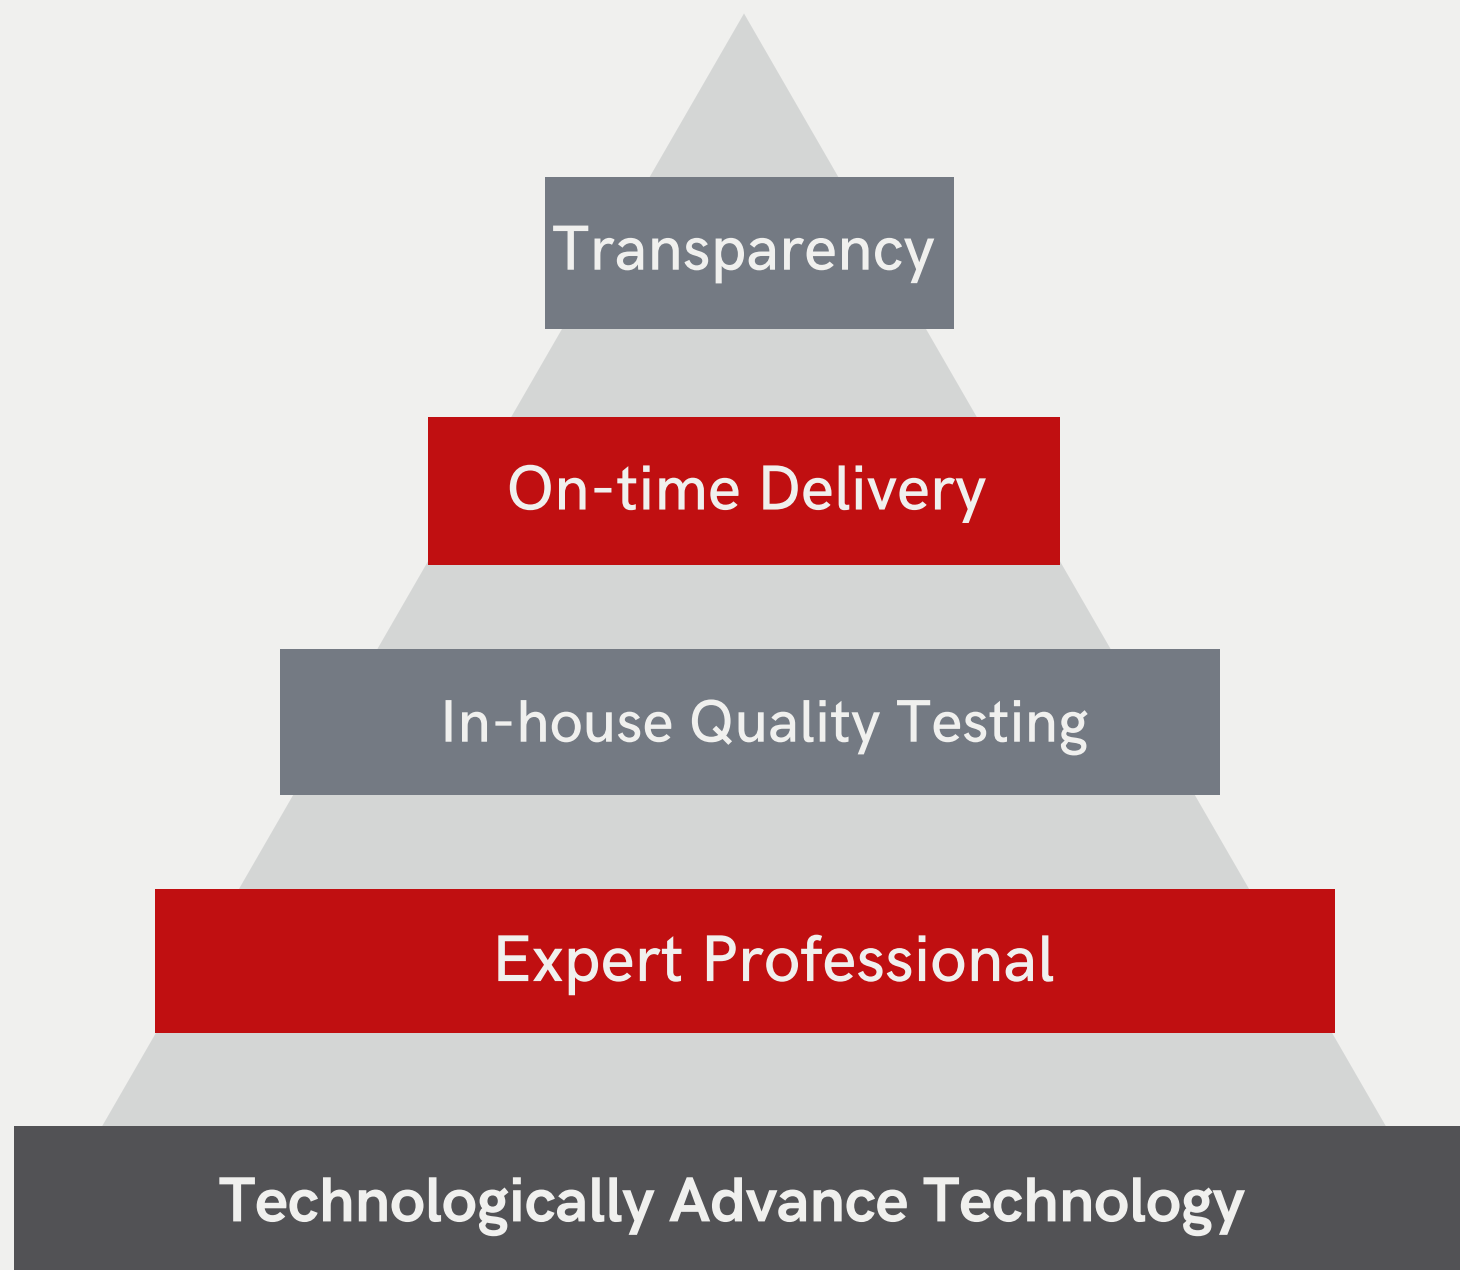 Transparency
On-time Delivery
In-house Quality Testing
Expert Professional
Technologically Advance Technology